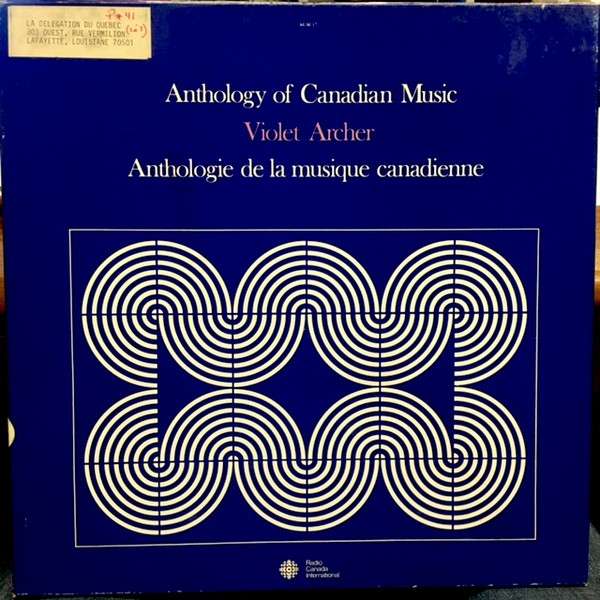 LA DELEGATION DU QUEBEC
303 OUEST, RUE VERMILION
LAFAYETTE, LOUISIANE 70501
Anthology of Canadian Music
Violet Archer
Anthologie de la musique canadienne
Radio
Canada
International